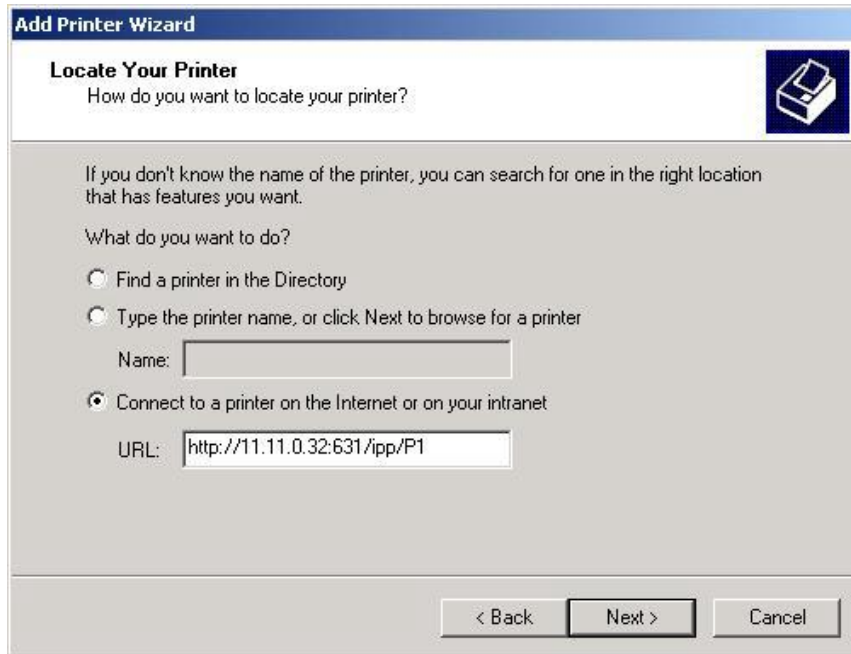 Add Printer Wizard
Locate Your Printer
How do you want to locate your printer?
If you don't know the name of the printer, you can search for one in the right location
that has features you want.
What do you want to do?
Find a printer in the Directory
Type the printer name, or click Next to browse for a printer
Name:
Connect to a printer on the Internet or on your intranet
URL: http://11.11.0.32:631/ipp/P1
< Back Next > Cancel